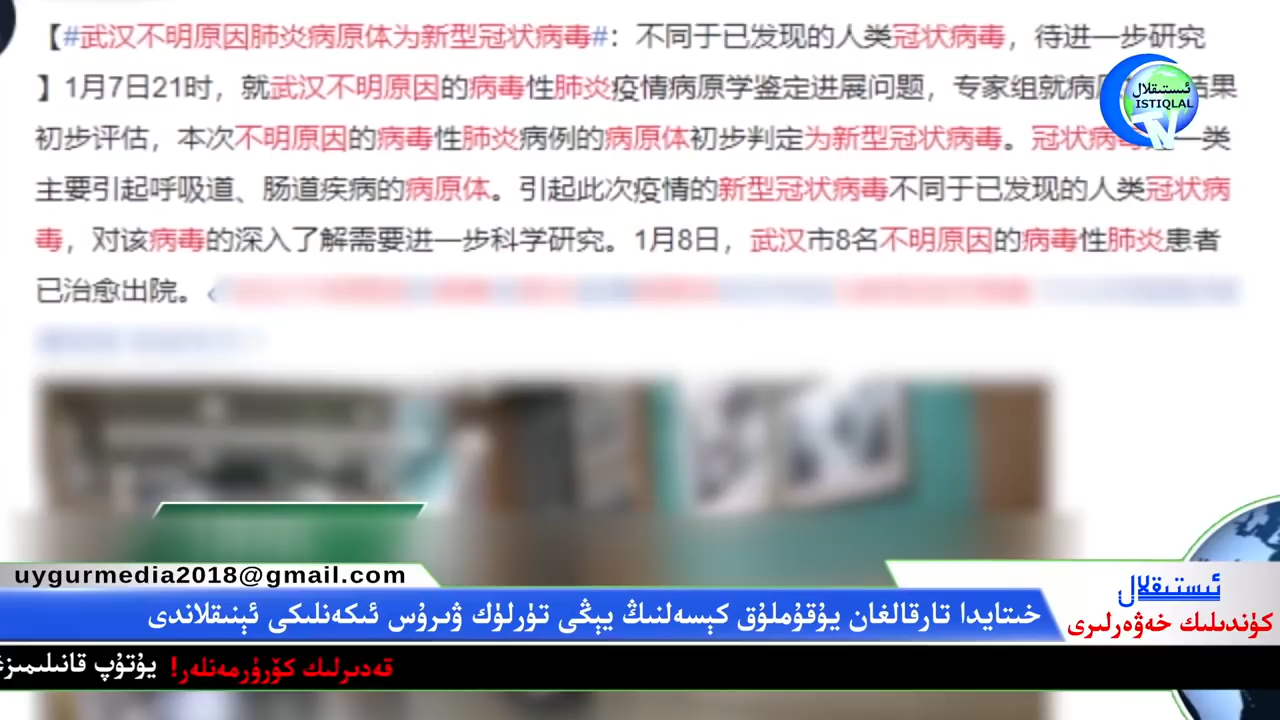 【#武汉不明原因肺炎病原体为新型冠状病毒#：不同于已发现的人类冠状病毒，待进一步研究
】1月7日21时，就武汉不明原因的病毒性肺炎疫情病原学鉴定进展问题，专家组就病原结果
初步评估，本次不明原因的病毒性肺炎病例的病原体初步判定为新型冠状病毒。冠状病毒是一类
主要引起呼吸道、肠道疾病的病原体。引起此次疫情的新型冠状病毒不同于已发现的人类冠状病
毒，对该病毒的深入了解需要进一步科学研究。1月8日，武汉市8名不明原因的病毒性肺炎患者
已治愈出院。
ئىستىقلال
ISTIQLAL
TV
uygurmedia2018@gmail.com
خىتايدا تارقالغان يۇقۇملۇق كېسەلنىڭ يېڭى تۈرلۈك ۋىرۇس ئىكەنلىكى ئېنىقلاندى
ئىستىقلال
كۈندىلىك خەۋەرلىرى
قەدىرلىك كۆرۈرمەنلەر! يۇتۇپ قانىلىمىزغا